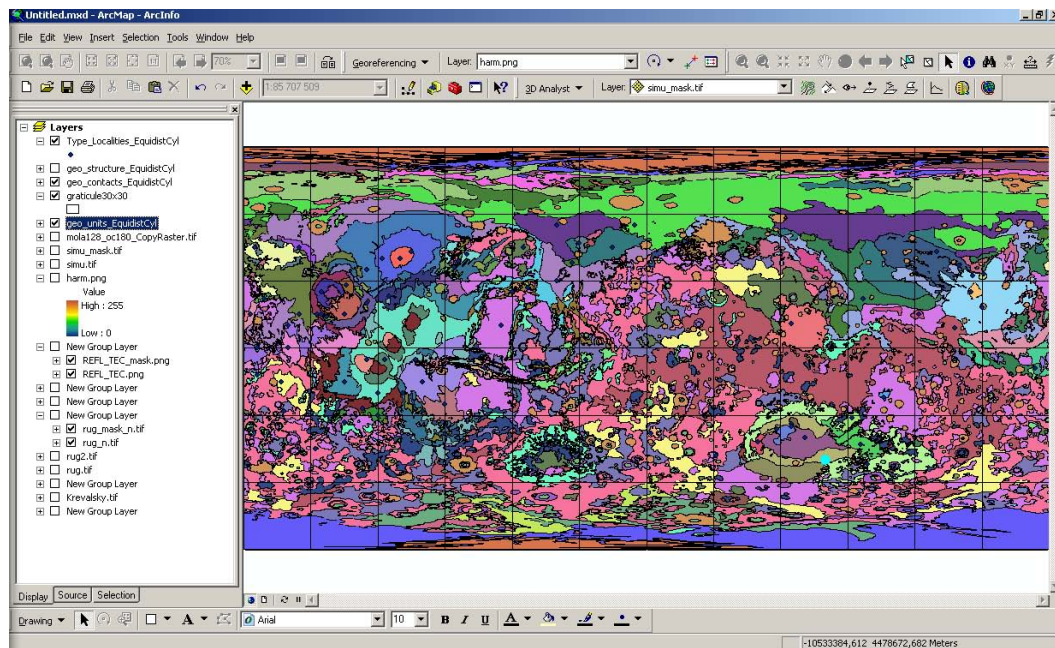 Untitled.mxd - ArcMap - ArcInfo
File Edit View Insert Selection Tools Window Help
70% Georeferencing Layer: harm.png
1:85 707 509 3D Analyst Layer: simu_mask.tif
Layers
Type_Localities_EquidistCyl
geo_structure_EquidistCyl
geo_contacts_EquidistCyl
graticule30x30
geo_units_EquidistCyl
mola128_oc180_CopyRaster.tif
simu_mask.tif
simu.tif
harm.png
Value
High : 255
Low : 0
New Group Layer
REFL_TEC_mask.png
REFL_TEC.png
New Group Layer
New Group Layer
New Group Layer
rug_mask_n.tif
rug_n.tif
rug2.tif
rug.tif
New Group Layer
Krevalsky.tif
New Group Layer
Display Source Selection
Drawing A Arial 10 B I U A
-10533384,612 4478672,682 Meters